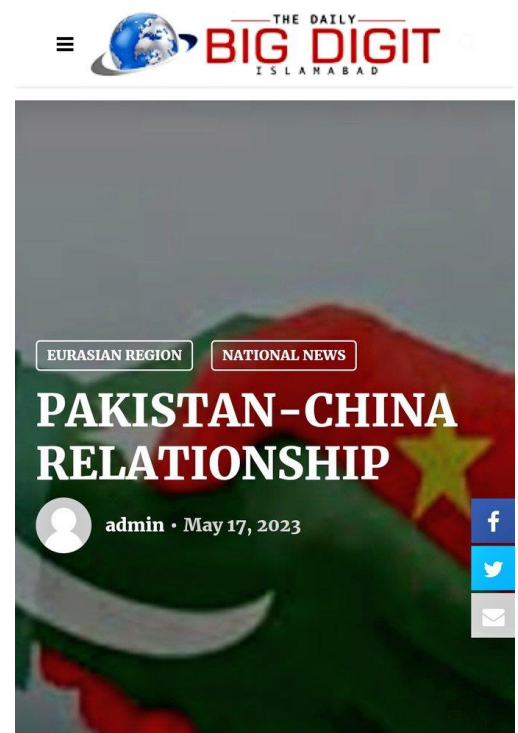 THE DAILY
BIG DIGIT
ISLAMABAD
EURASIAN REGION NATIONAL NEWS
PAKISTAN-CHINA
RELATIONSHIP
admin • May 17, 2023